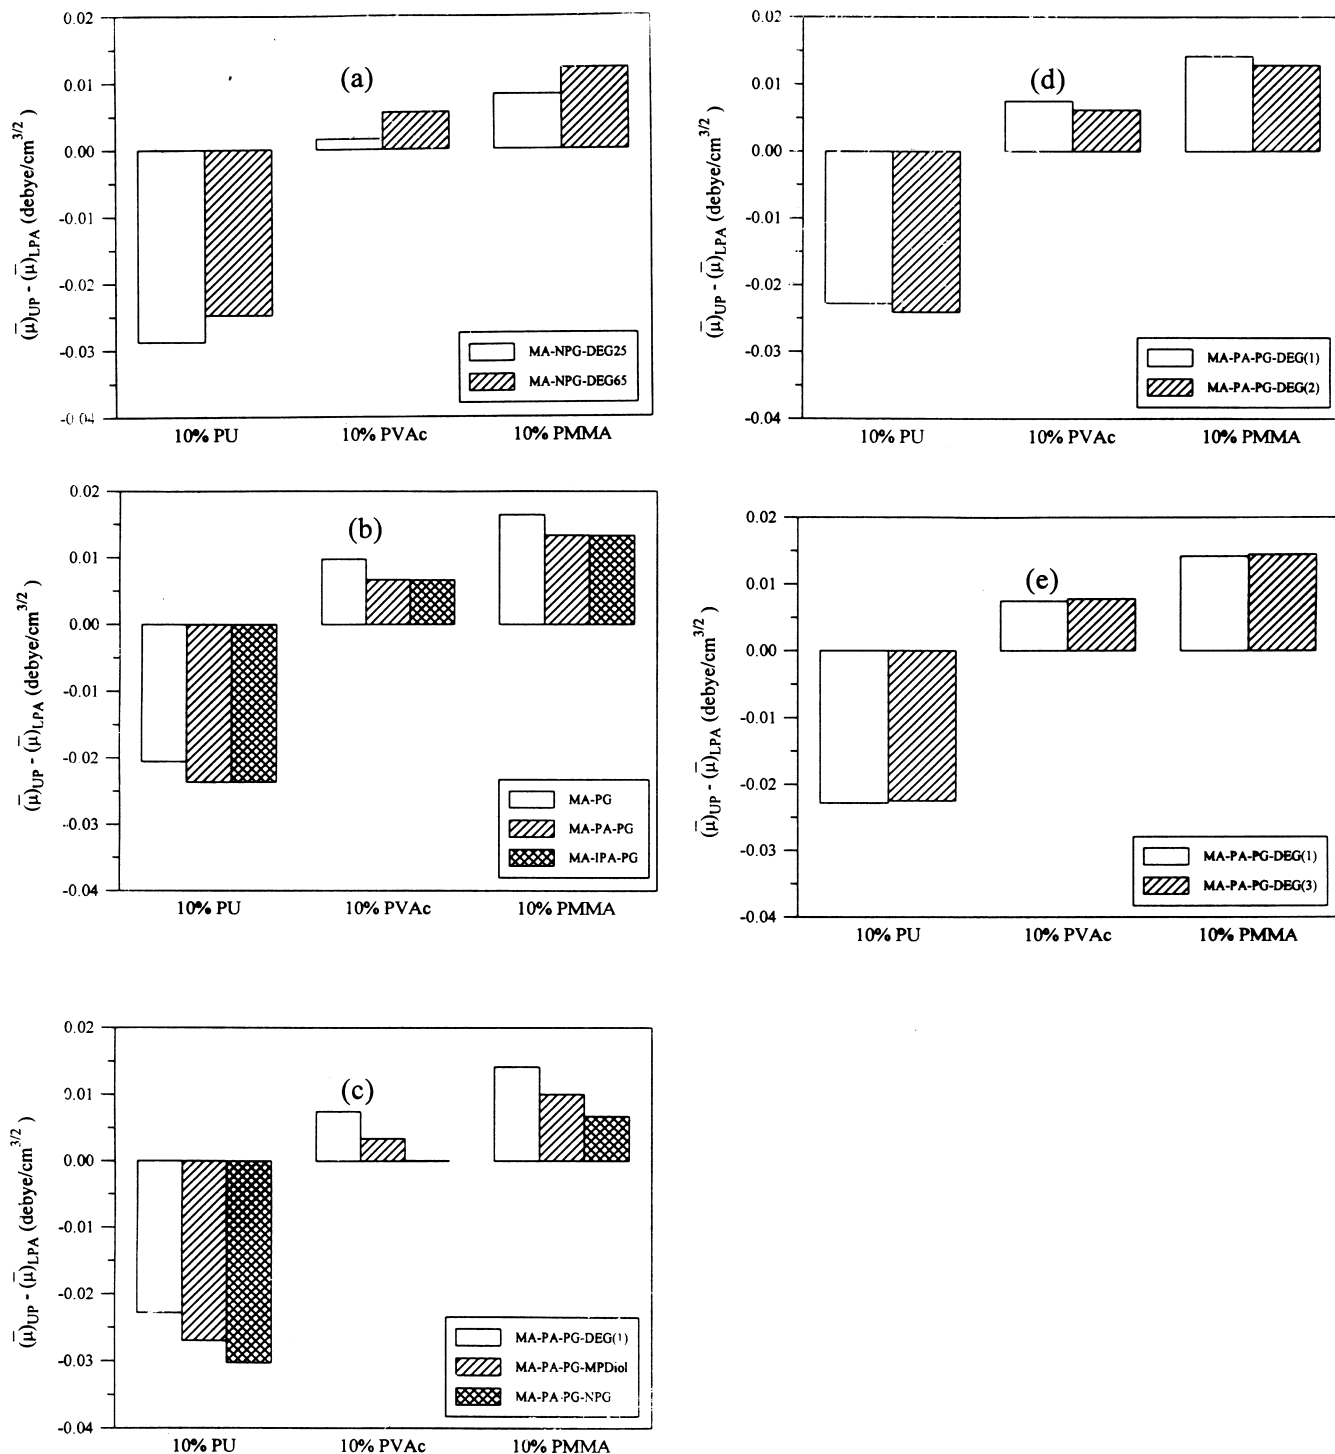 (a)
0.02
0.01
0.00
-0.01
-0.02
-0.03
-0.04
(μ̄)UP - (μ̄)LPA (debye/cm3/2)
MA-NPG-DEG25
MA-NPG-DEG65
10% PU 10% PVAc 10% PMMA
(b)
0.02
0.01
0.00
-0.01
-0.02
-0.03
-0.04
(μ̄)UP - (μ̄)LPA (debye/cm3/2)
MA-PG
MA-PA-PG
MA-IPA-PG
10% PU 10% PVAc 10% PMMA
(c)
0.02
0.01
0.00
-0.01
-0.02
-0.03
-0.04
(μ̄)UP - (μ̄)LPA (debye/cm3/2)
MA-PA-PG-DEG(1)
MA-PA-PG-MPDiol
MA-PA-PG-NPG
10% PU 10% PVAc 10% PMMA
(d)
0.02
0.01
0.00
-0.01
-0.02
-0.03
-0.04
(μ̄)UP - (μ̄)LPA (debye/cm3/2)
MA-PA-PG-DEG(1)
MA-PA-PG-DEG(2)
10% PU 10% PVAc 10% PMMA
(e)
0.02
0.01
0.00
-0.01
-0.02
-0.03
-0.04
(μ̄)UP - (μ̄)LPA (debye/cm3/2)
MA-PA-PG-DEG(1)
MA-PA-PG-DEG(3)
10% PU 10% PVAc 10% PMMA